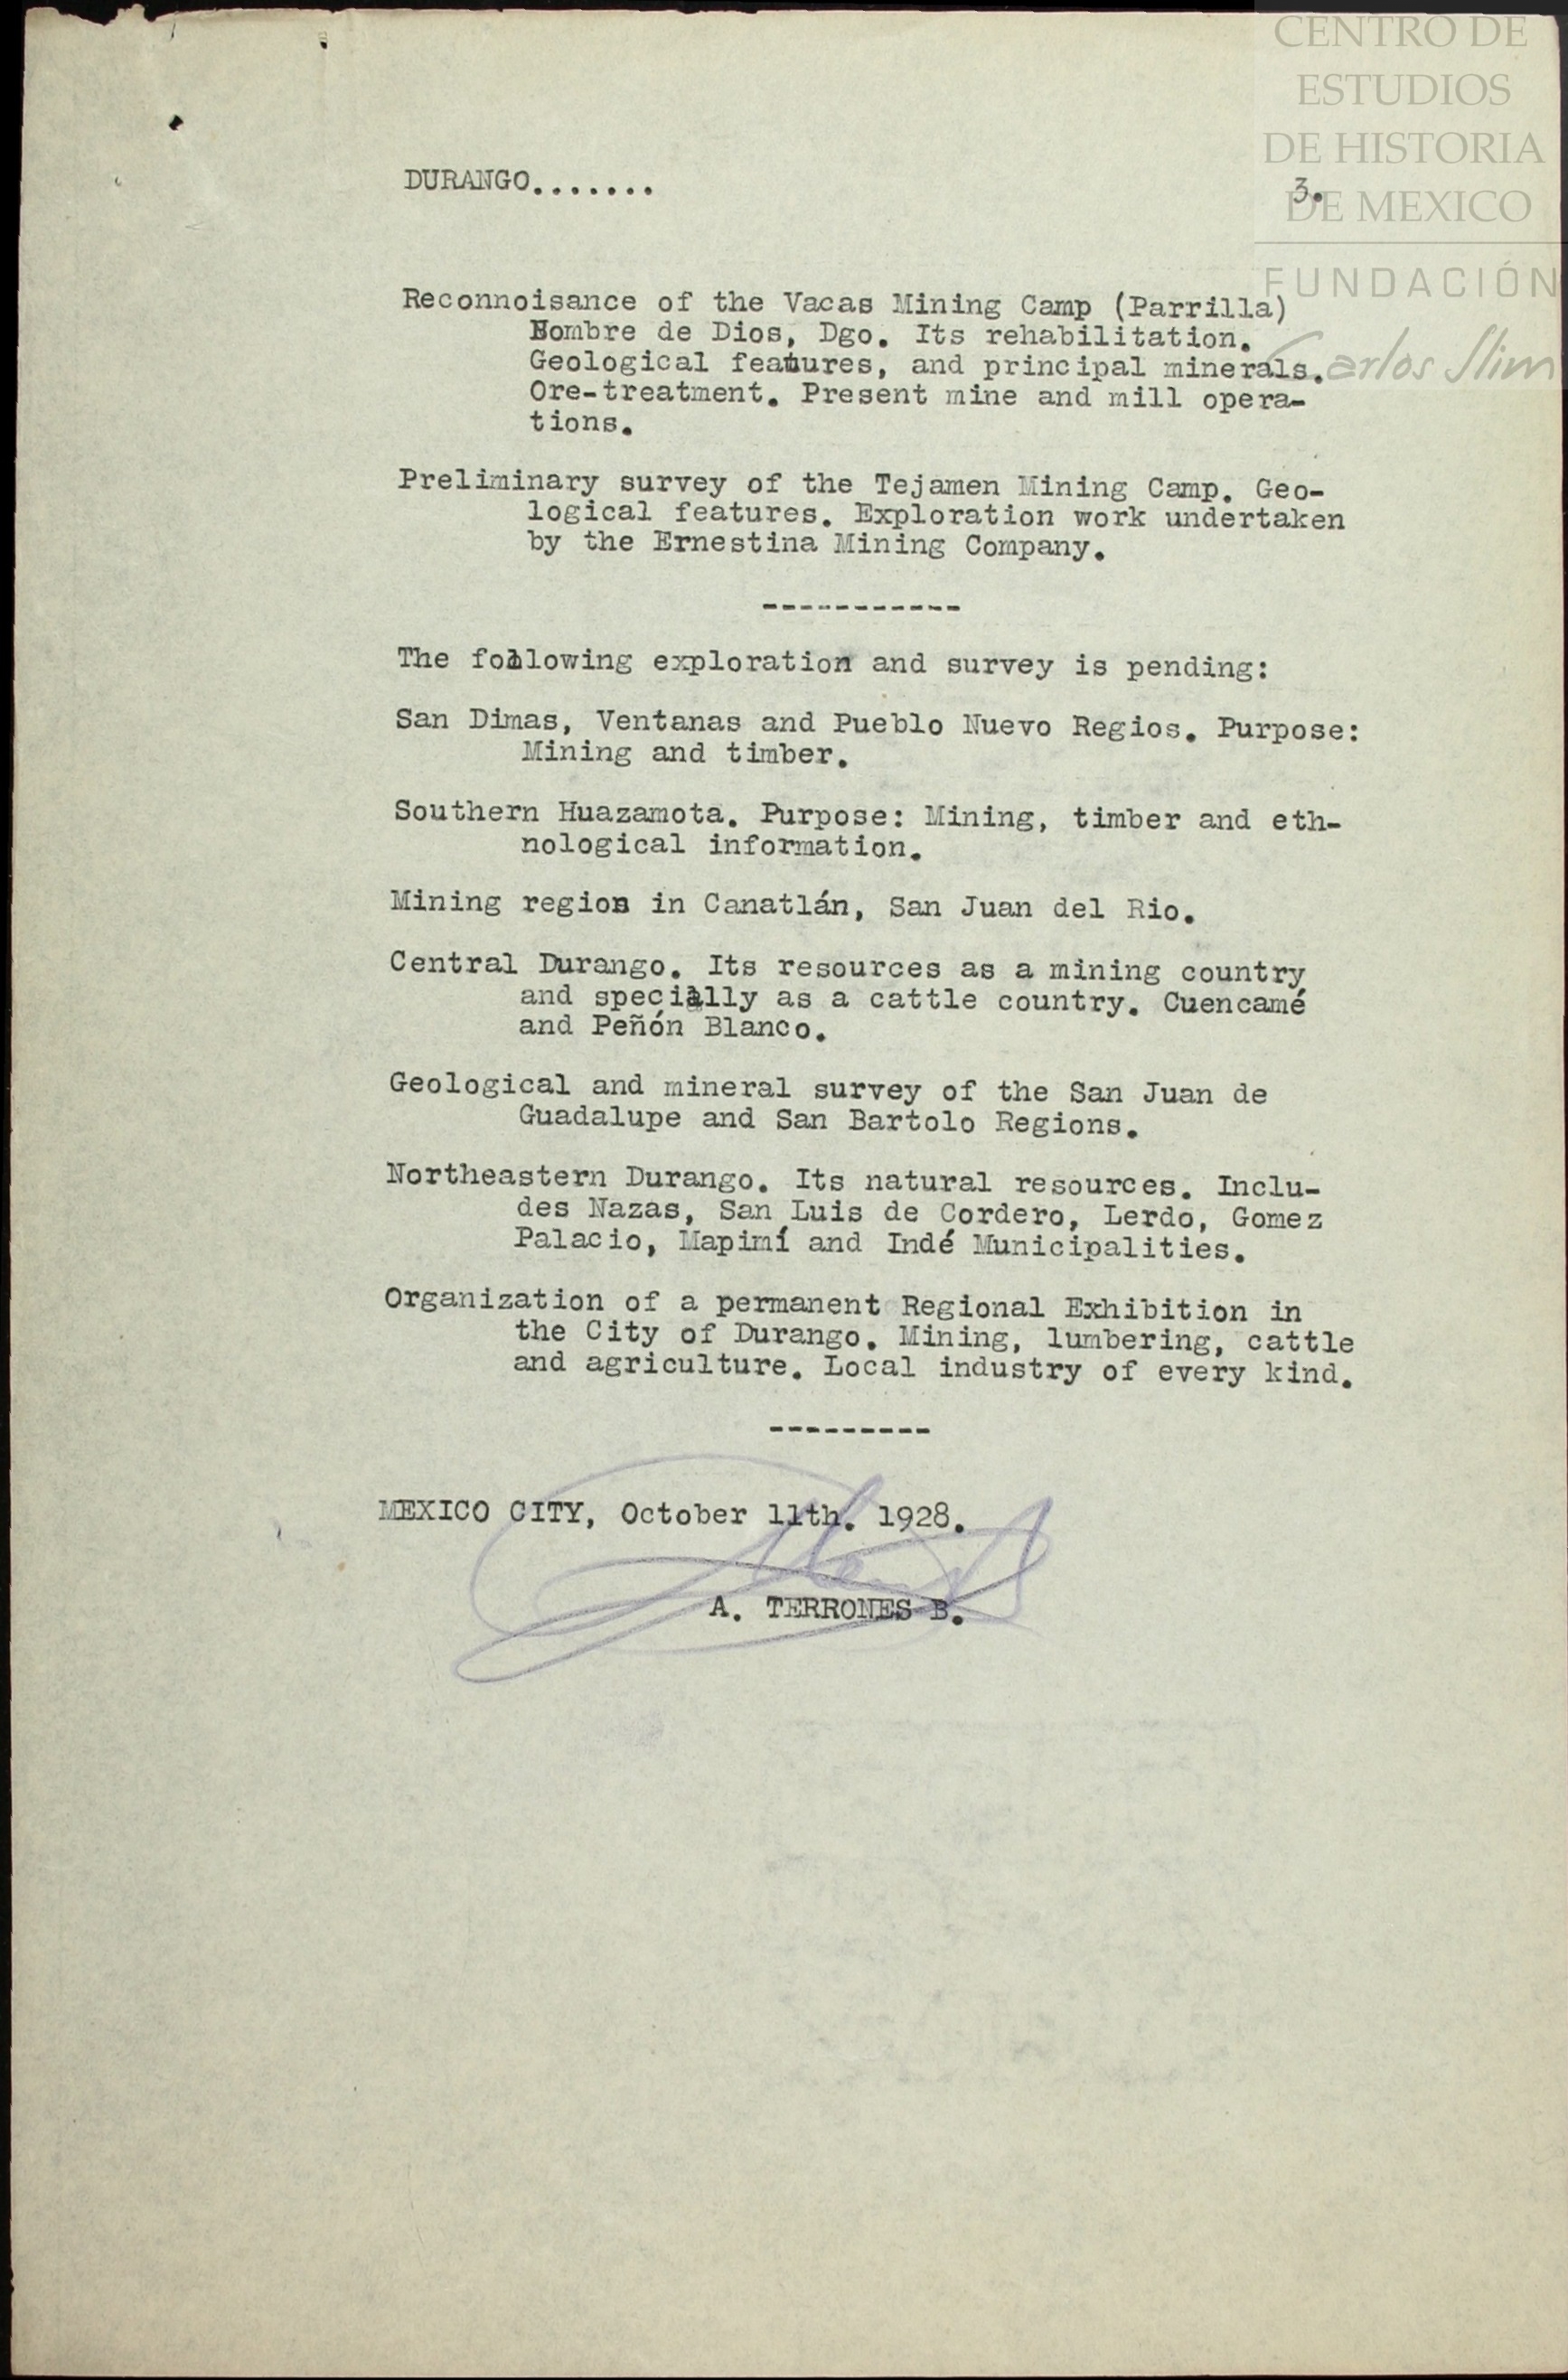 CENTRO DE
ESTUDIOS
DE HISTORIA
DE MEXICO
FUNDACIÓN
Carlos Slim
DURANGO....... 3.
Reconnoisance of the Vacas Mining Camp (Parrilla)
Nombre de Dios, Dgo. Its rehabilitation.
Geological features, and principal minerals.
Ore-treatment. Present mine and mill opera-
tions.
Preliminary survey of the Tejamen Mining Camp. Geo-
logical features. Exploration work undertaken
by the Ernestina Mining Company.
-----------
The following exploration and survey is pending:
San Dimas, Ventanas and Pueblo Nuevo Regios. Purpose:
Mining and timber.
Southern Huazamota. Purpose: Mining, timber and eth-
nological information.
Mining region in Canatlán, San Juan del Rio.
Central Durango. Its resources as a mining country
and specially as a cattle country. Cuencamé
and Peñón Blanco.
Geological and mineral survey of the San Juan de
Guadalupe and San Bartolo Regions.
Northeastern Durango. Its natural resources. Inclu-
des Nazas, San Luis de Cordero, Lerdo, Gomez
Palacio, Mapimí and Indé Municipalities.
Organization of a permanent Regional Exhibition in
the City of Durango. Mining, lumbering, cattle
and agriculture. Local industry of every kind.
---------
MEXICO CITY, October 11th. 1928.
A. TERRONES B.